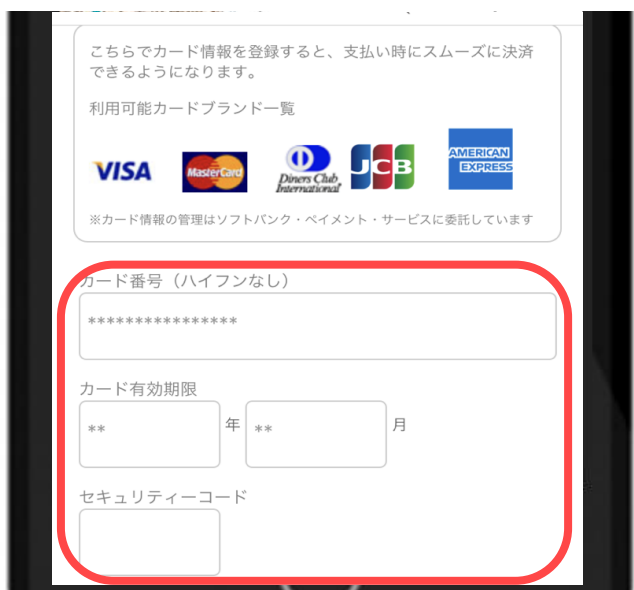 こちらでカード情報を登録すると、支払い時にスムーズに決済
できるようになります。
利用可能カードブランド一覧
VISA
MasterCard
Diners Club
International
JCB
AMERICAN
EXPRESS
※カード情報の管理はソフトバンク・ペイメント・サービスに委託しています
カード番号（ハイフンなし）
****************
カード有効期限
** 年 ** 月
セキュリティーコード